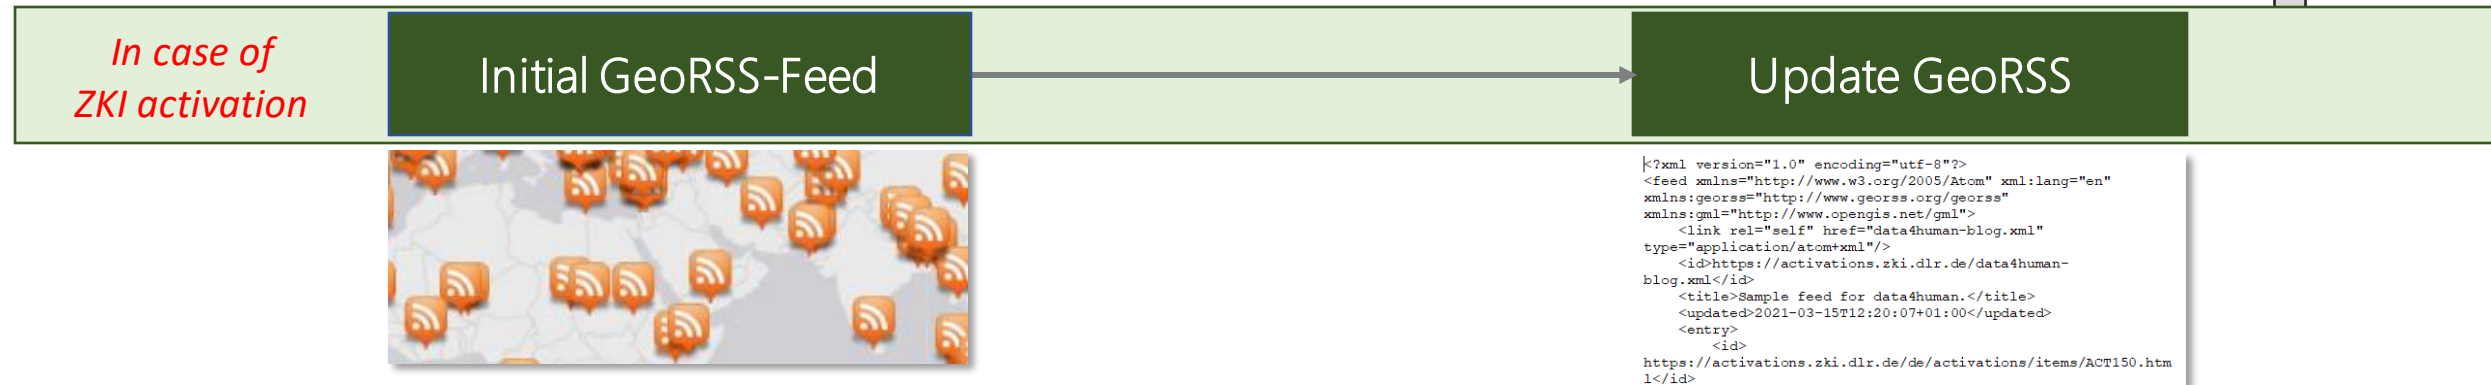 In case of
ZKI activation
Initial GeoRSS-Feed
Update GeoRSS
<?xml version="1.0" encoding="utf-8"?>
<feed xmlns="http://www.w3.org/2005/Atom" xml:lang="en"
xmlns:georss="http://www.georss.org/georss"
xmlns:gml="http://www.opengis.net/gml">
<link rel="self" href="data4human-blog.xml"
type="application/atom+xml"/>
<id>https://activations.zki.dlr.de/data4human-
blog.xml</id>
<title>Sample feed for data4human.</title>
<updated>2021-03-15T12:20:07+01:00</updated>
<entry>
<id>
https://activations.zki.dlr.de/de/activations/items/ACT150.htm
l</id>